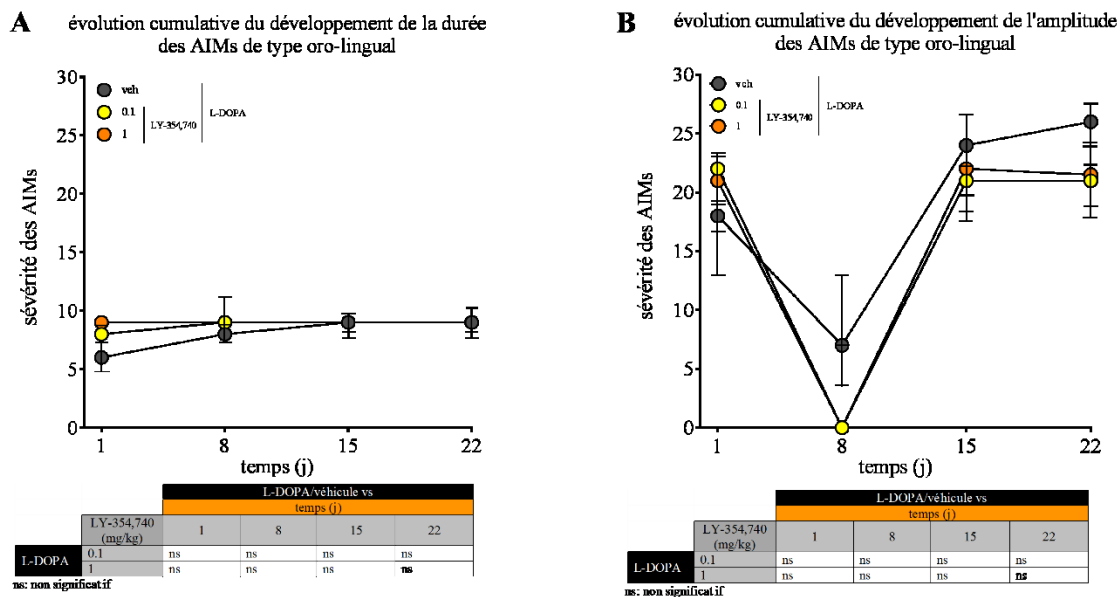 A
évolution cumulative du développement de la durée
des AIMs de type oro-lingual
30
25
20
15
10
5
0
sévérité des AIMs
veh
0.1
1
LY-354,740
L-DOPA
1 8 15 22
temps (j)
L-DOPA/véhicule vs
temps (j)
LY-354,740
(mg/kg)
1 8 15 22
L-DOPA
0.1 ns ns ns ns
1 ns ns ns ns
ns: non significatif
B
évolution cumulative du développement de l'amplitude
des AIMs de type oro-lingual
30
25
20
15
10
5
0
sévérité des AIMs
veh
0.1
1
LY-354,740
L-DOPA
1 8 15 22
temps (j)
L-DOPA/véhicule vs
temps (j)
LY-354,740
(mg/kg)
1 8 15 22
L-DOPA
0.1 ns ns ns ns
1 ns ns ns ns
ns: non significatif